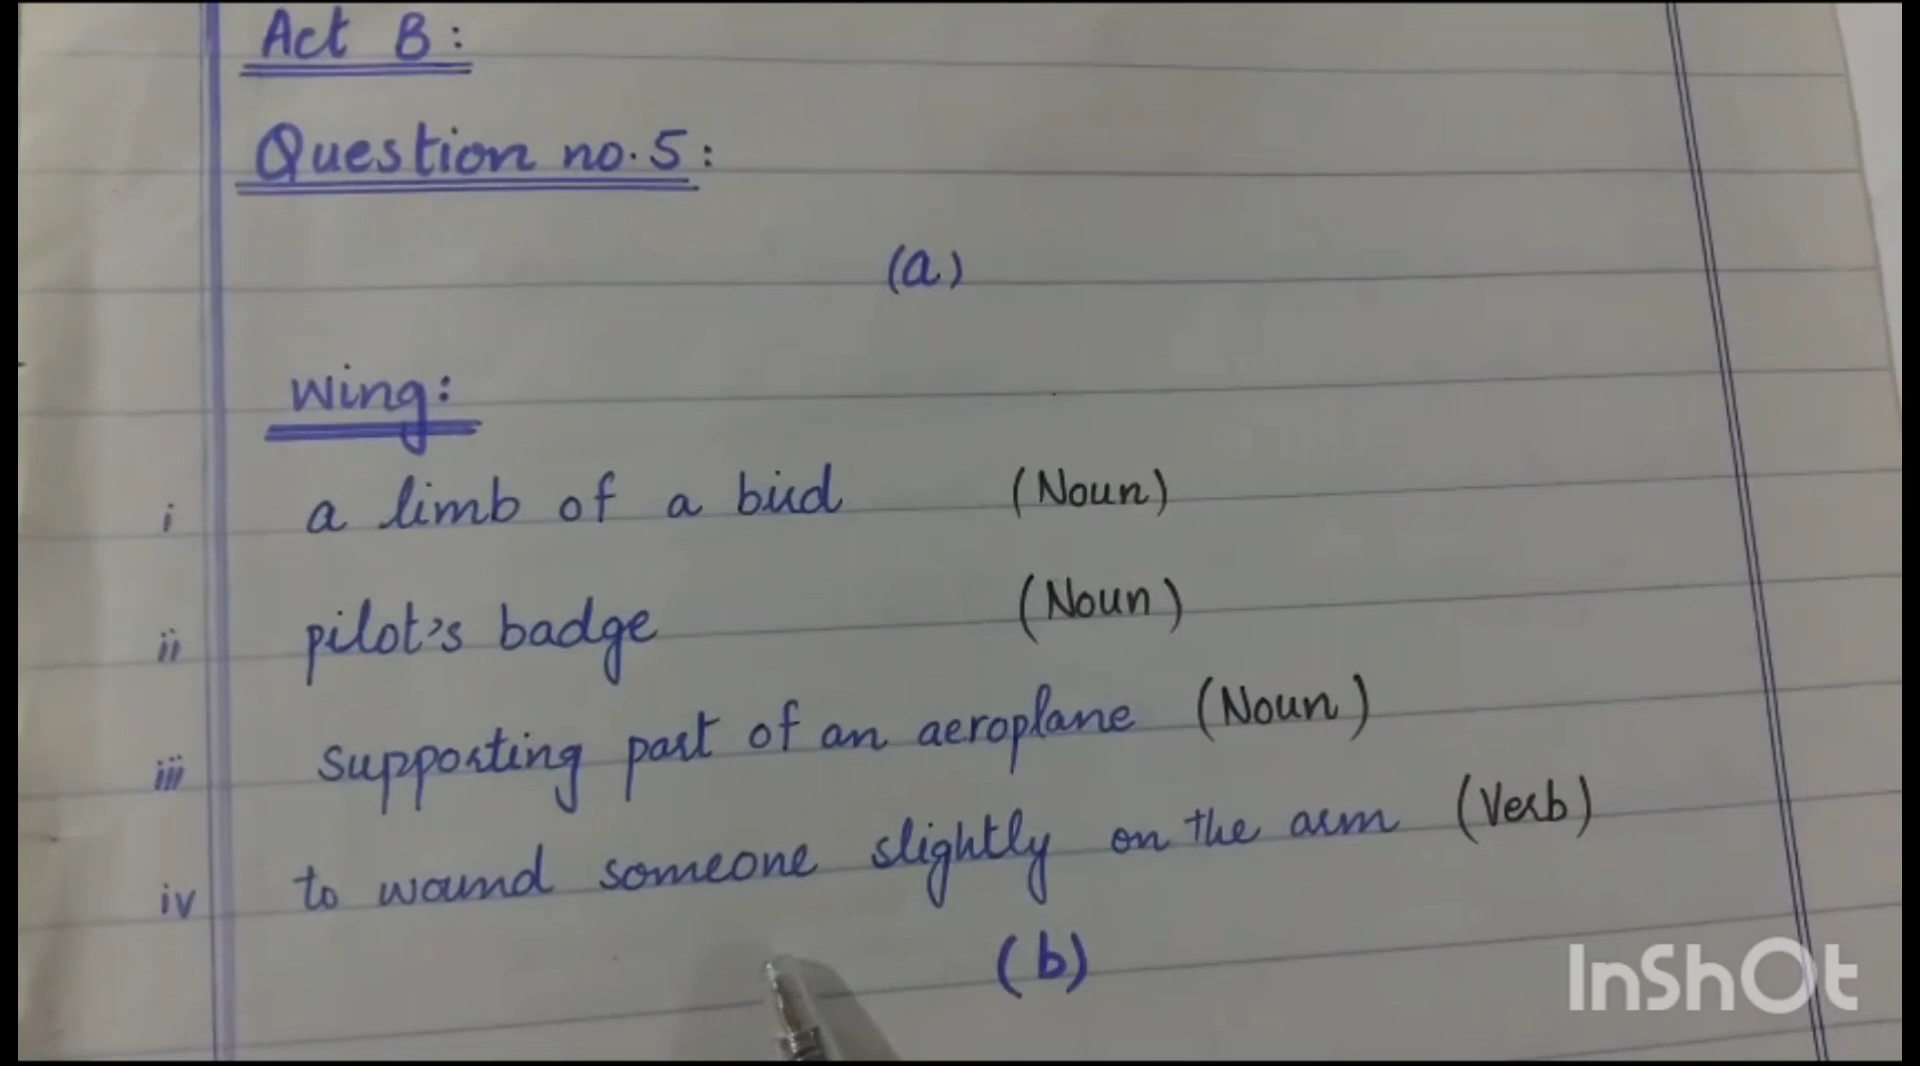 Act B:
Question no.5:
(a)
Wing:
i a limb of a bird (Noun)
ii pilot's badge (Noun)
iii supporting part of an aeroplane (Noun)
iv to wound someone slightly on the arm (Verb)
(b)
InShOt